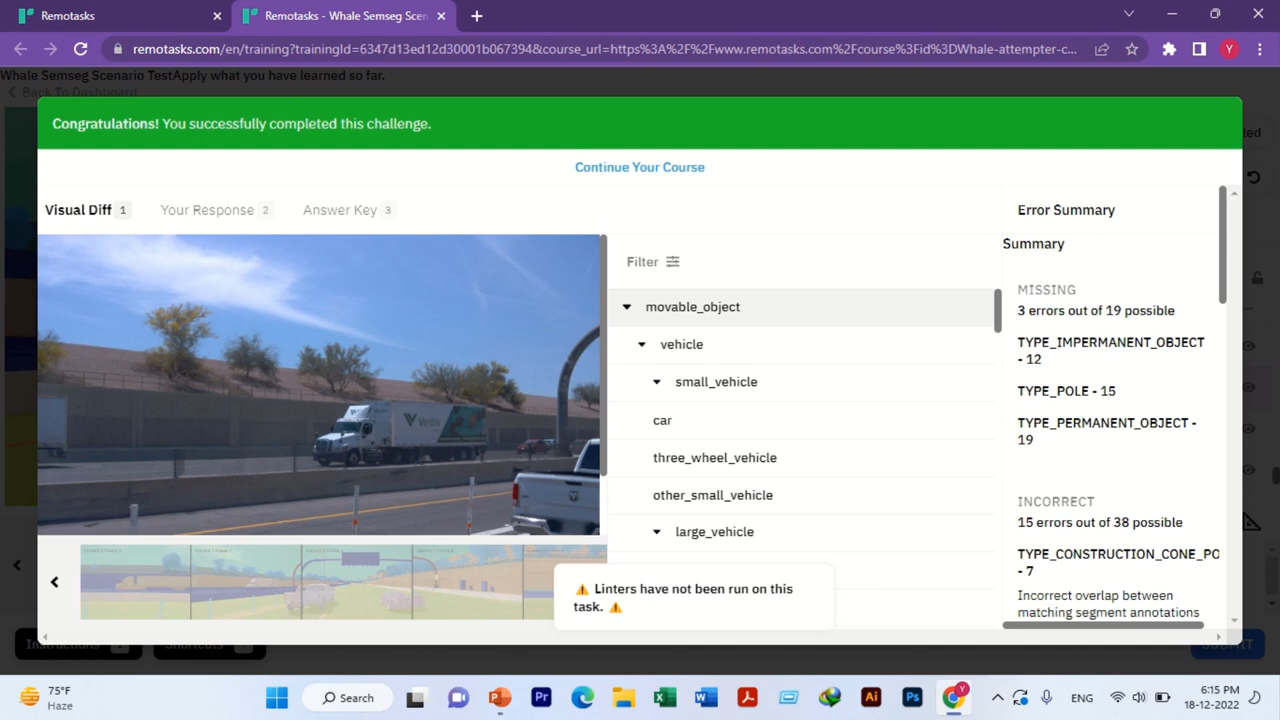 Remotasks
Remotasks - Whale Semseg Scen
remotasks.com/en/training?trainingId=6347d13ed12d30001b067394&course_url=https%3A%2F%2Fwww.remotasks.com%2Fcourse%3Fid%3DWhale-attempter-c...
Y
Whale Semseg Scenario TestApply what you have learned so far.
Back To Dashboard
Congratulations! You successfully completed this challenge.
Continue Your Course
Visual Diff 1
Your Response 2
Answer Key 3
Error Summary
Summary
Filter
movable_object
vehicle
small_vehicle
car
three_wheel_vehicle
other_small_vehicle
large_vehicle
Veritiv
MISSING
3 errors out of 19 possible
TYPE_IMPERMANENT_OBJECT
- 12
TYPE_POLE - 15
TYPE_PERMANENT_OBJECT -
19
INCORRECT
15 errors out of 38 possible
TYPE_CONSTRUCTION_CONE_PO
- 7
Incorrect overlap between
matching segment annotations
⚠️ Linters have not been run on this
task. ⚠️
Instructions
Shortcuts
SUBMIT
75°F
Haze
Search
ENG
6:15 PM
18-12-2022